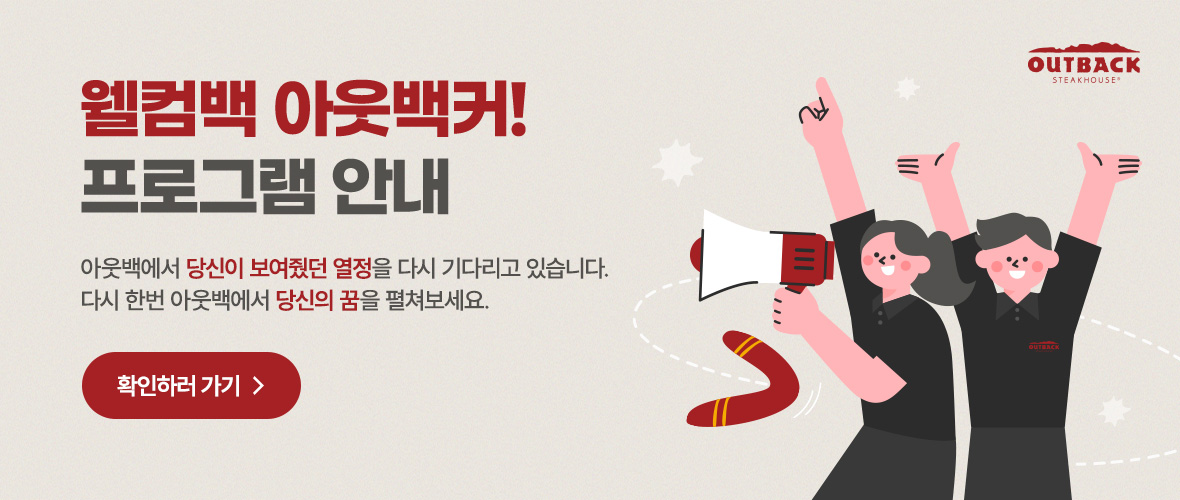 OUTBACK
STEAKHOUSE®
웰컴백 아웃백커!
프로그램 안내
아웃백에서 당신이 보여줬던 열정을 다시 기다리고 있습니다.
다시 한번 아웃백에서 당신의 꿈을 펼쳐보세요.
확인하러 가기 >
OUTBACK